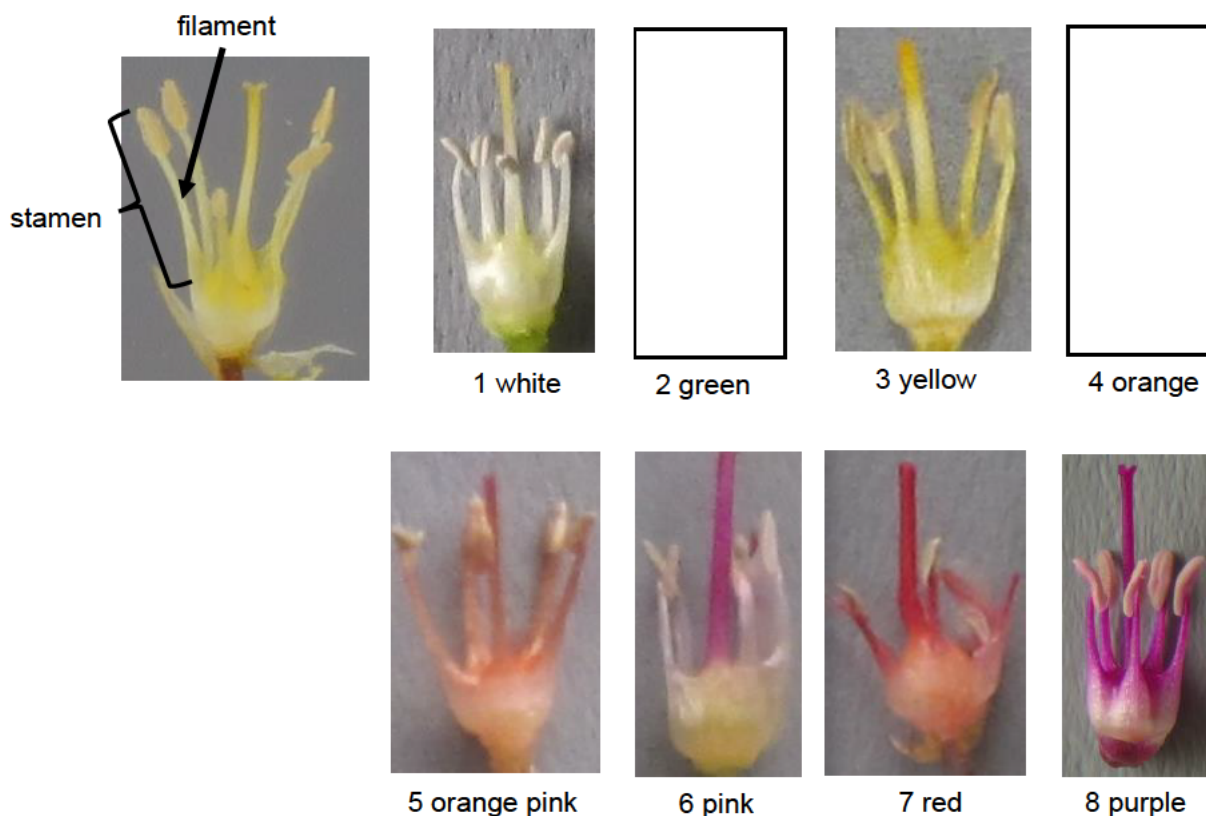 filament
stamen
1 white
2 green
3 yellow
4 orange
5 orange pink
6 pink
7 red
8 purple